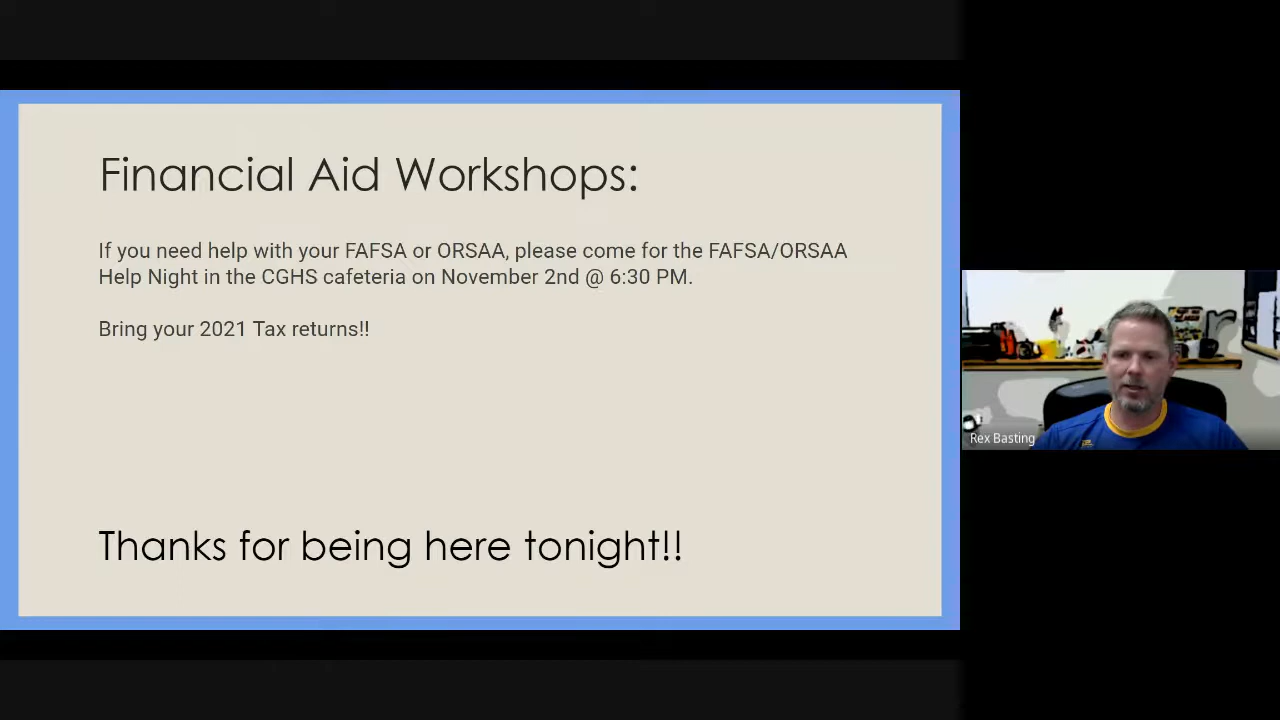 Financial Aid Workshops:
If you need help with your FAFSA or ORSAA, please come for the FAFSA/ORSAA
Help Night in the CGHS cafeteria on November 2nd @ 6:30 PM.
Bring your 2021 Tax returns!!
Thanks for being here tonight!!
Rex Basting